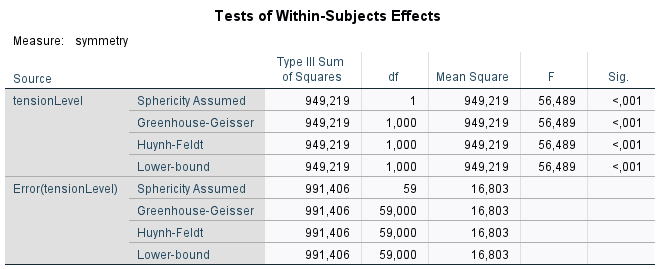 Tests of Within-Subjects Effects
Measure: symmetry
Source Type III Sum of Squares df Mean Square F Sig.
tensionLevel Sphericity Assumed 949,219 1 949,219 56,489 <,001
Greenhouse-Geisser 949,219 1,000 949,219 56,489 <,001
Huynh-Feldt 949,219 1,000 949,219 56,489 <,001
Lower-bound 949,219 1,000 949,219 56,489 <,001
Error(tensionLevel) Sphericity Assumed 991,406 59 16,803
Greenhouse-Geisser 991,406 59,000 16,803
Huynh-Feldt 991,406 59,000 16,803
Lower-bound 991,406 59,000 16,803